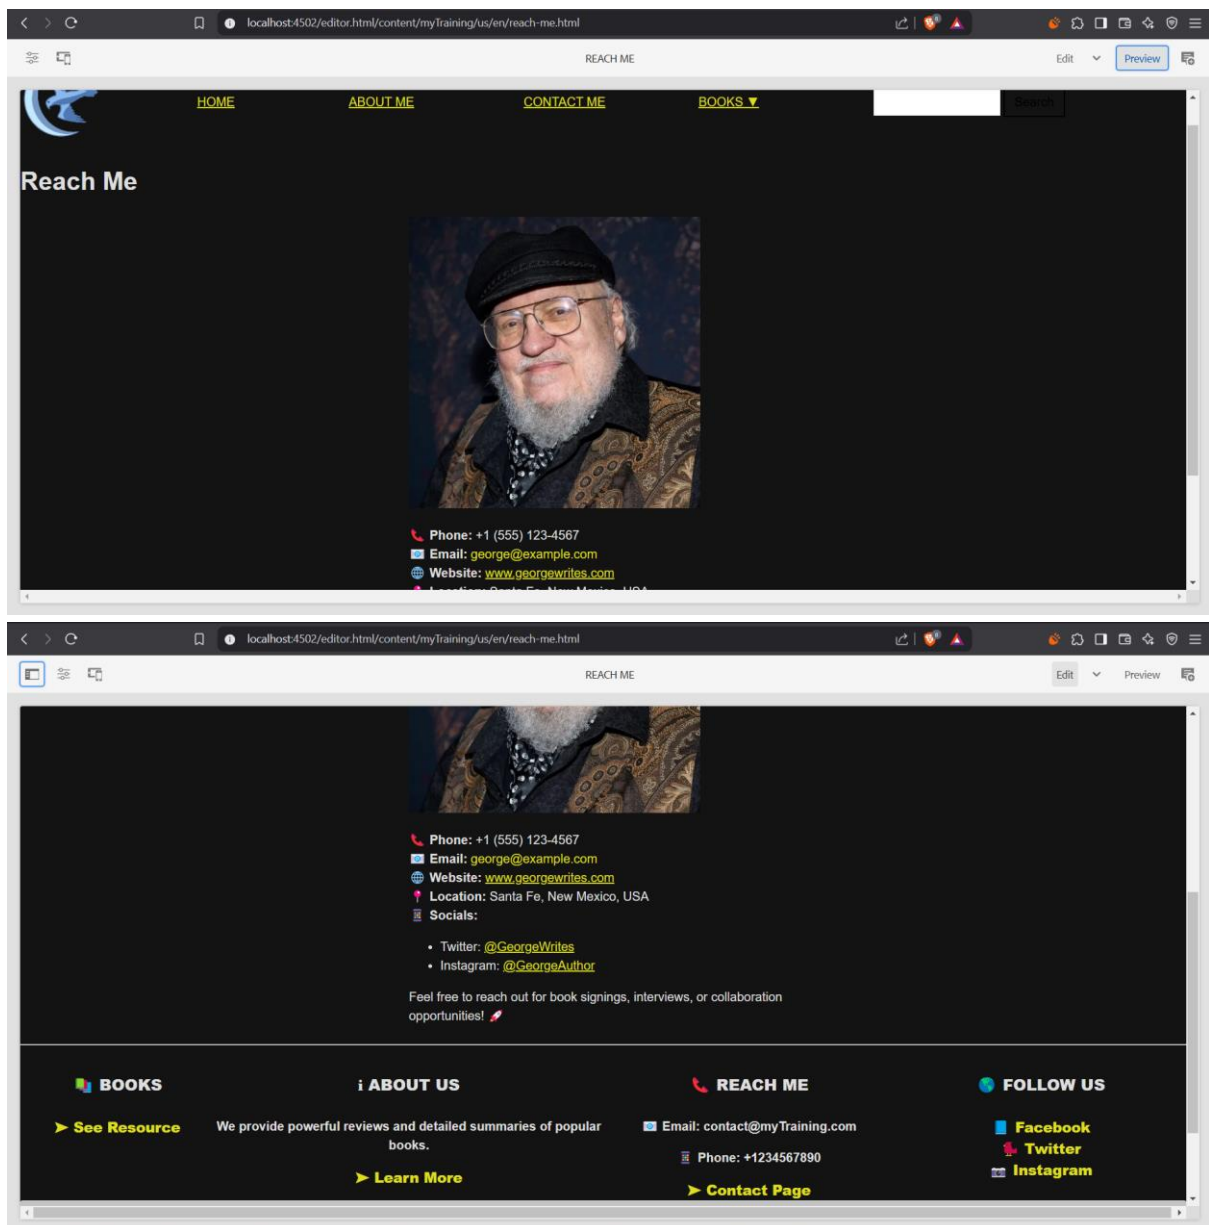 localhost:4502/editor.html/content/myTraining/us/en/reach-me.html
REACH ME
Edit
Preview
HOME
ABOUT ME
CONTACT ME
BOOKS ▼
Search
Reach Me
📞 Phone: +1 (555) 123-4567
📧 Email: george@example.com
🌐 Website: www.georgewrites.com
📍 Location: Santa Fe, New Mexico, USA
localhost:4502/editor.html/content/myTraining/us/en/reach-me.html
REACH ME
Edit
Preview
📞 Phone: +1 (555) 123-4567
📧 Email: george@example.com
🌐 Website: www.georgewrites.com
📍 Location: Santa Fe, New Mexico, USA
📱 Socials:
• Twitter: @GeorgeWrites
• Instagram: @GeorgeAuthor
Feel free to reach out for book signings, interviews, or collaboration
opportunities! 🚀
📚 BOOKS
➤ See Resource
ℹ ABOUT US
We provide powerful reviews and detailed summaries of popular
books.
➤ Learn More
📞 REACH ME
📧 Email: contact@myTraining.com
📱 Phone: +1234567890
➤ Contact Page
🌎 FOLLOW US
📘 Facebook
🐦 Twitter
📷 Instagram